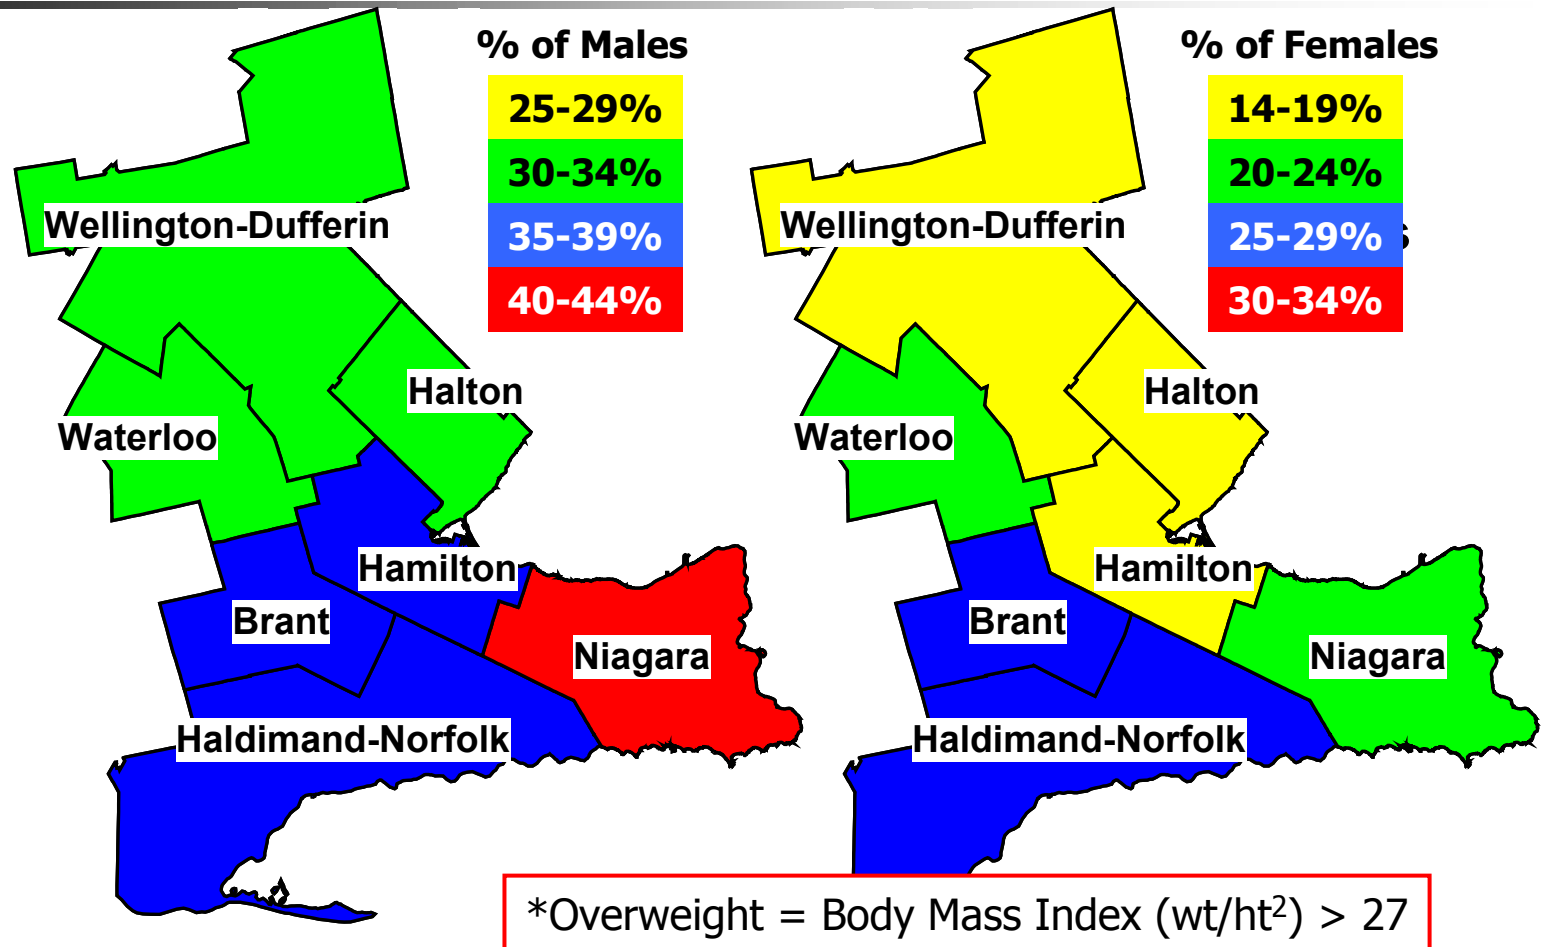 % of Males
25-29%
30-34%
35-39%
40-44%
Wellington-Dufferin
Halton
Waterloo
Hamilton
Brant
Niagara
Haldimand-Norfolk
% of Females
14-19%
20-24%
25-29%
30-34%
Wellington-Dufferin
Halton
Waterloo
Hamilton
Brant
Niagara
Haldimand-Norfolk
*Overweight = Body Mass Index (wt/ht²) > 27